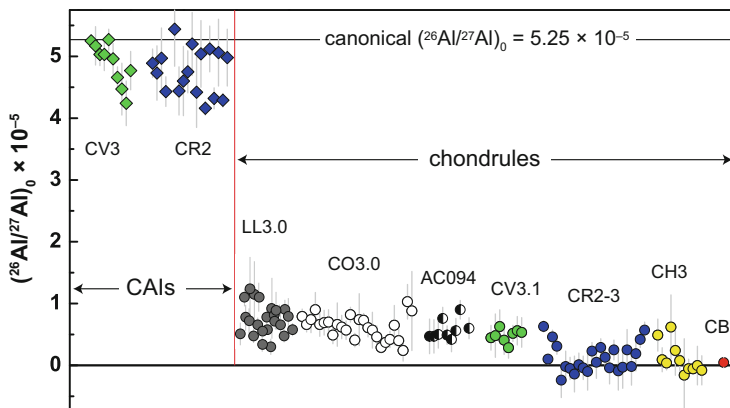 canonical (²⁶Al/²⁷Al)₀ = 5.25 × 10⁻⁵
5
4
3
2
1
0
(²⁶Al/²⁷Al)₀ × 10⁻⁵
CV3
CR2
chondrules
LL3.0
CO3.0
AC094
CV3.1
CR2-3
CH3
CB
CAIs